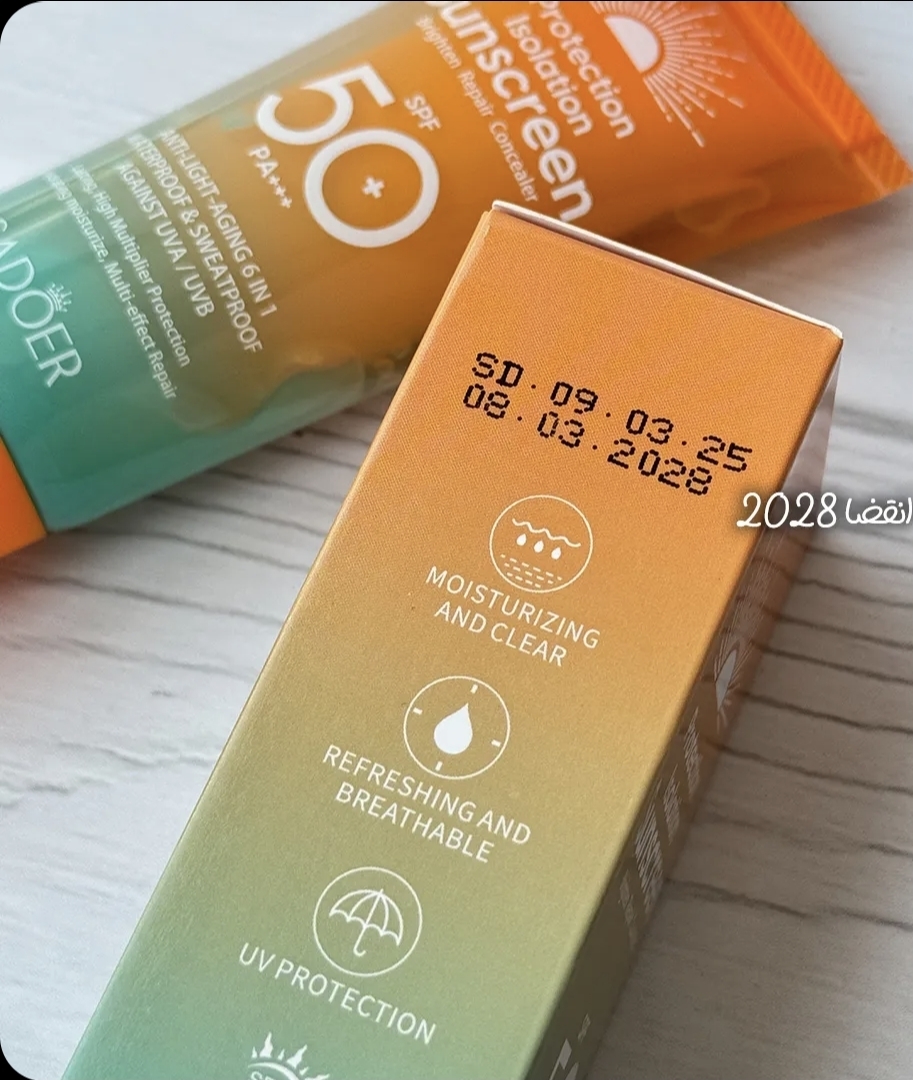 Protection
Isolation
Sunscreen
Brighten Repair Concealer
SPF
50+
PA+++
ANTI-LIGHT-AGING 6 IN 1
WATERPROOF & SWEATPROOF
AGAINST UVA / UVB
High Multiplier Protection
moisturize, Multi-effect Repair
SADOER
SD.09.03.25
08.03.2028
انقضا 2028
MOISTURIZING
AND CLEAR
REFRESHING AND
BREATHABLE
UV PROTECTION